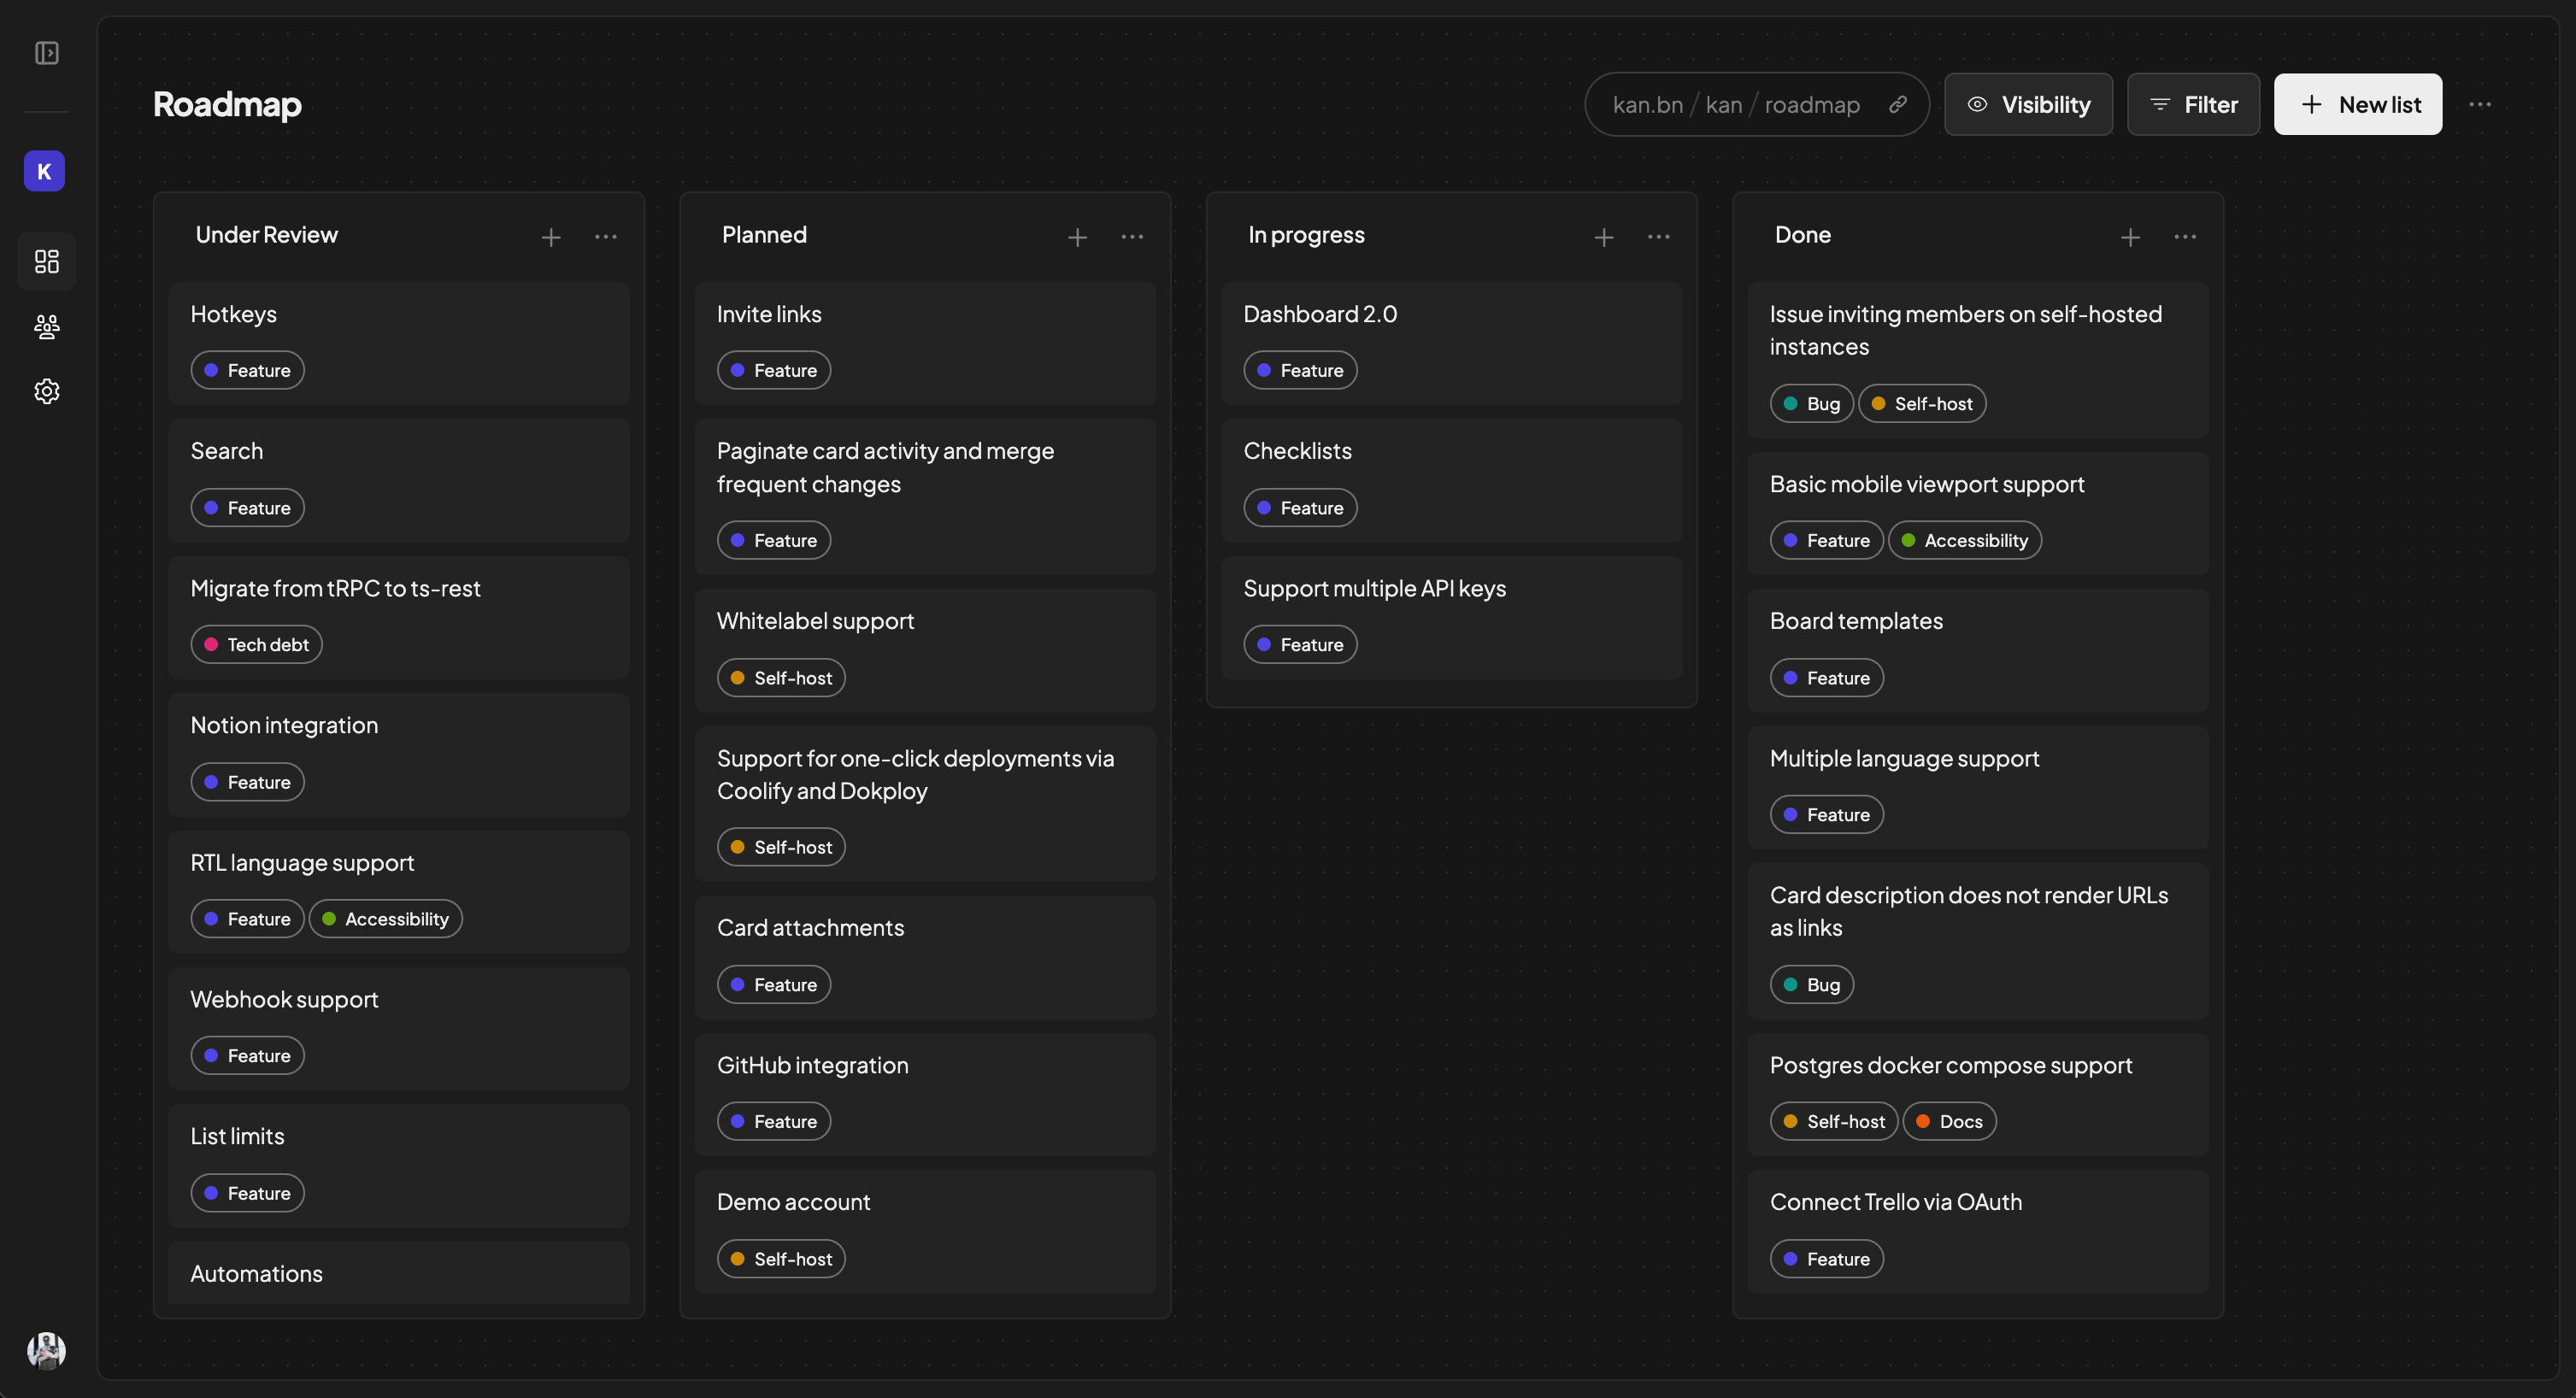 K
Roadmap
kan.bn / kan / roadmap
Visibility
Filter
New list
Under Review
Hotkeys
Feature
Search
Feature
Migrate from tRPC to ts-rest
Tech debt
Notion integration
Feature
RTL language support
Feature Accessibility
Webhook support
Feature
List limits
Feature
Automations
Planned
Invite links
Feature
Paginate card activity and merge
frequent changes
Feature
Whitelabel support
Self-host
Support for one-click deployments via
Coolify and Dokploy
Self-host
Card attachments
Feature
GitHub integration
Feature
Demo account
Self-host
In progress
Dashboard 2.0
Feature
Checklists
Feature
Support multiple API keys
Feature
Done
Issue inviting members on self-hosted
instances
Bug Self-host
Basic mobile viewport support
Feature Accessibility
Board templates
Feature
Multiple language support
Feature
Card description does not render URLs
as links
Bug
Postgres docker compose support
Self-host Docs
Connect Trello via OAuth
Feature